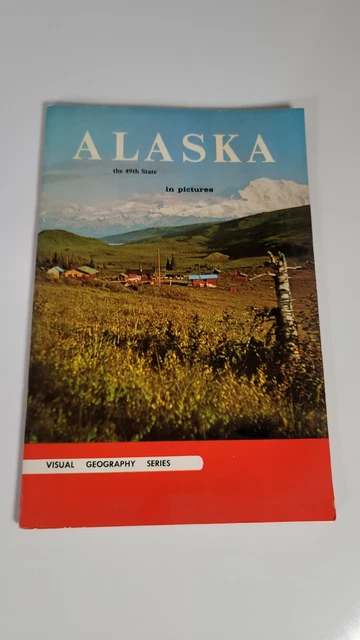 ALASKA
the 49th State
in pictures
VISUAL GEOGRAPHY SERIES